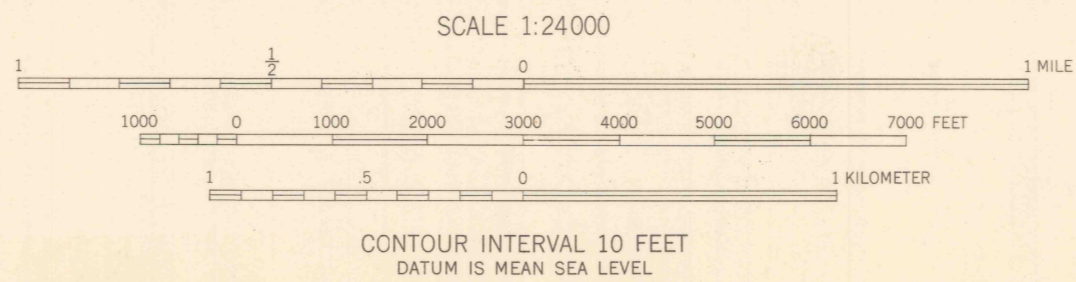 SCALE 1:24000
1 ½ 0 1 MILE
1000 0 1000 2000 3000 4000 5000 6000 7000 FEET
1 .5 0 1 KILOMETER
CONTOUR INTERVAL 10 FEET
DATUM IS MEAN SEA LEVEL